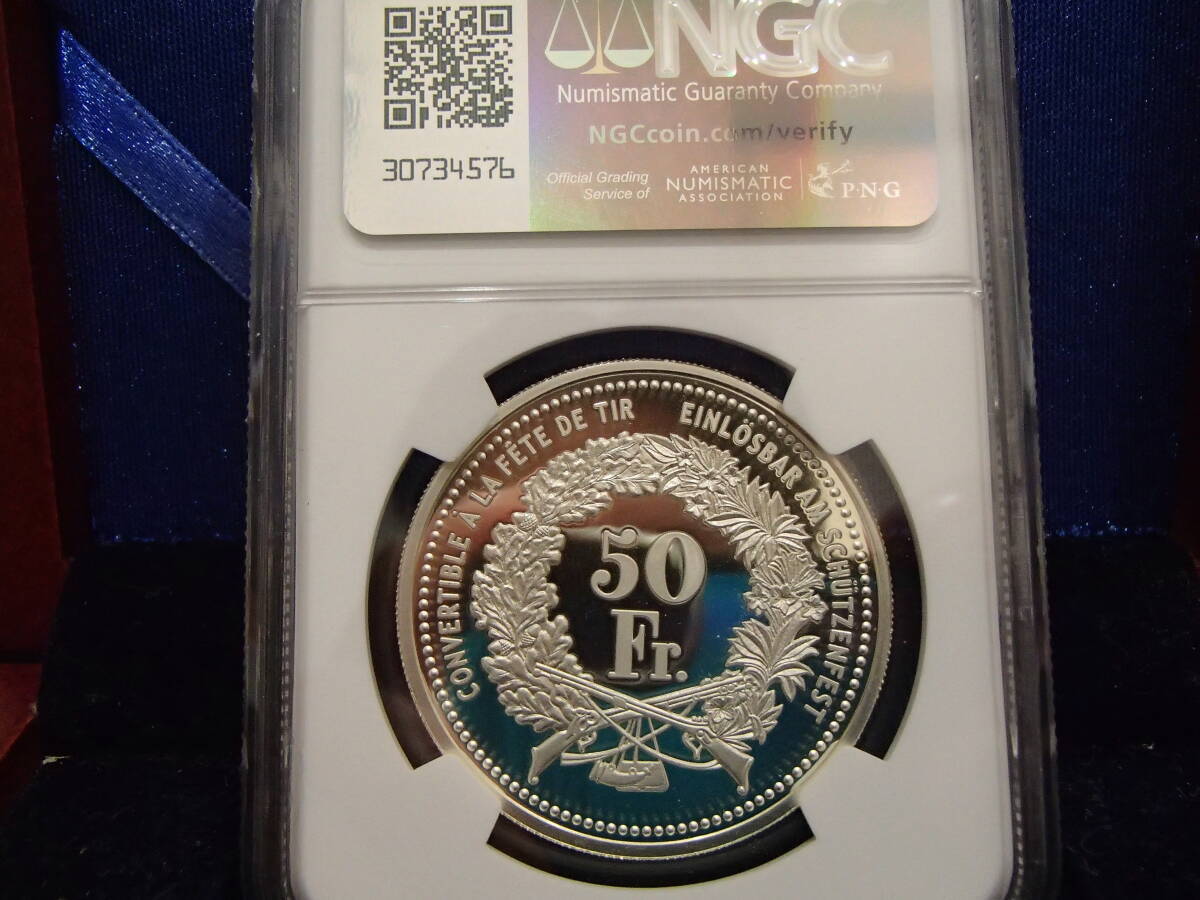 NGC
Numismatic Guaranty Company
NGCcoin.com/verify
30734576
Official Grading
Service of
AMERICAN
NUMISMATIC
ASSOCIATION
P·N·G
CONVERTIBLE À LA FÊTE DE TIR
EINLÖSBAR AM SCHÜTZENFEST
50
Fr.